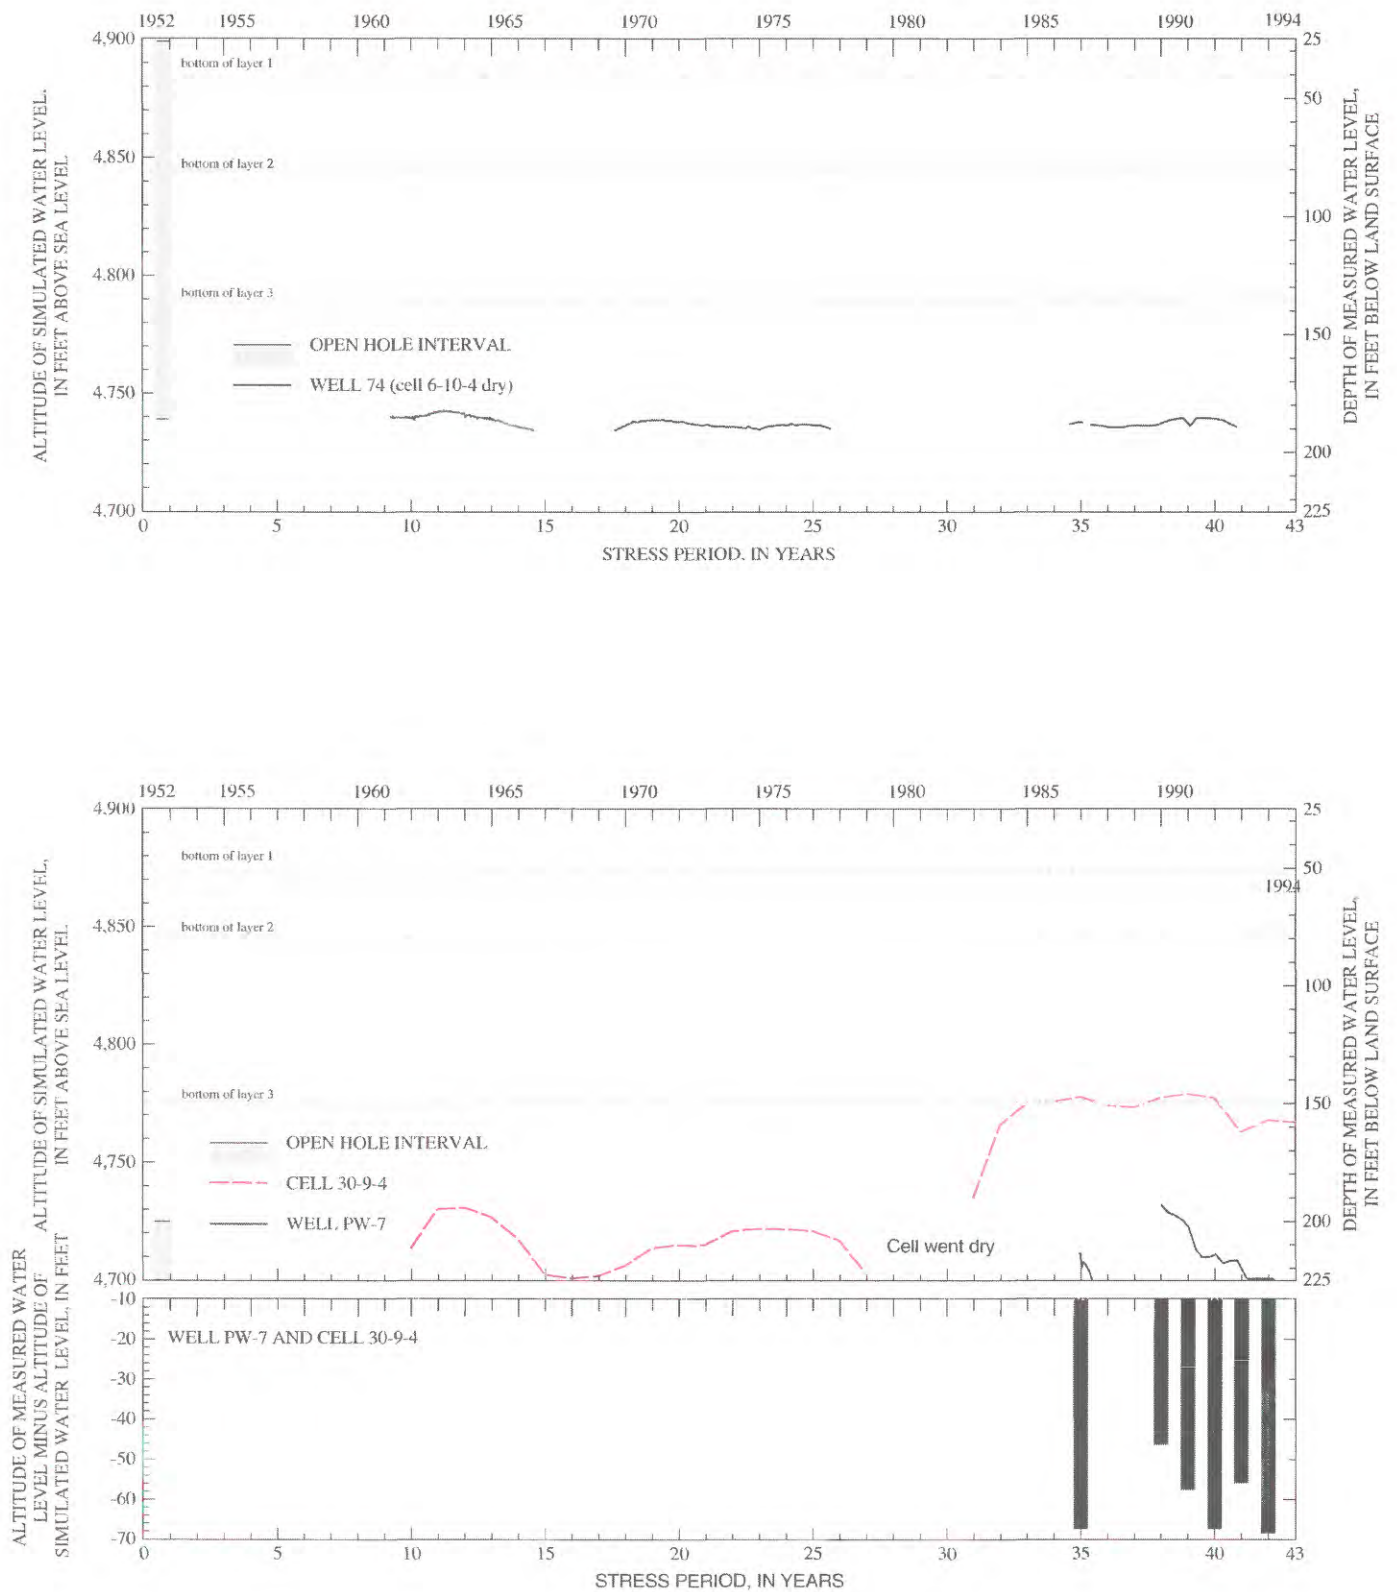 1952 1955 1960 1965 1970 1975 1980 1985 1990 1994
4,900
4,850
4,800
4,750
4,700
ALTITUDE OF SIMULATED WATER LEVEL.
IN FEET ABOVE SEA LEVEL
bottom of layer 1
bottom of layer 2
bottom of layer 3
OPEN HOLE INTERVAL
WELL 74 (cell 6-10-4 dry)
25
50
100
150
200
225
DEPTH OF MEASURED WATER LEVEL,
IN FEET BELOW LAND SURFACE
0 5 10 15 20 25 30 35 40 43
STRESS PERIOD. IN YEARS
1952 1955 1960 1965 1970 1975 1980 1985 1990
1994
4,900
4,850
4,800
4,750
4,700
ALTITUDE OF SIMULATED WATER LEVEL,
IN FEET ABOVE SEA LEVEL
bottom of layer 1
bottom of layer 2
bottom of layer 3
OPEN HOLE INTERVAL
CELL 30-9-4
WELL PW-7
Cell went dry
25
50
100
150
200
225
DEPTH OF MEASURED WATER LEVEL,
IN FEET BELOW LAND SURFACE
-10
-20
-30
-40
-50
-60
-70
ALTITUDE OF MEASURED WATER
LEVEL MINUS ALTITUDE OF
SIMULATED WATER LEVEL, IN FEET
WELL PW-7 AND CELL 30-9-4
0 5 10 15 20 25 30 35 40 43
STRESS PERIOD, IN YEARS